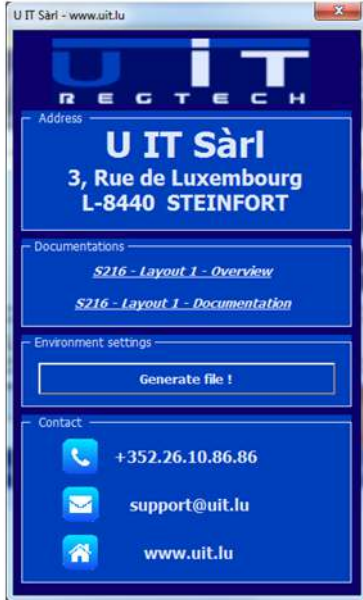 U IT Sàrl - www.uit.lu
U IT
REGTECH
Address
U IT Sàrl
3, Rue de Luxembourg
L-8440 STEINFORT
Documentations
S216 - Layout 1 - Overview
S216 - Layout 1 - Documentation
Environment settings
Generate file !
Contact
+352.26.10.86.86
support@uit.lu
www.uit.lu